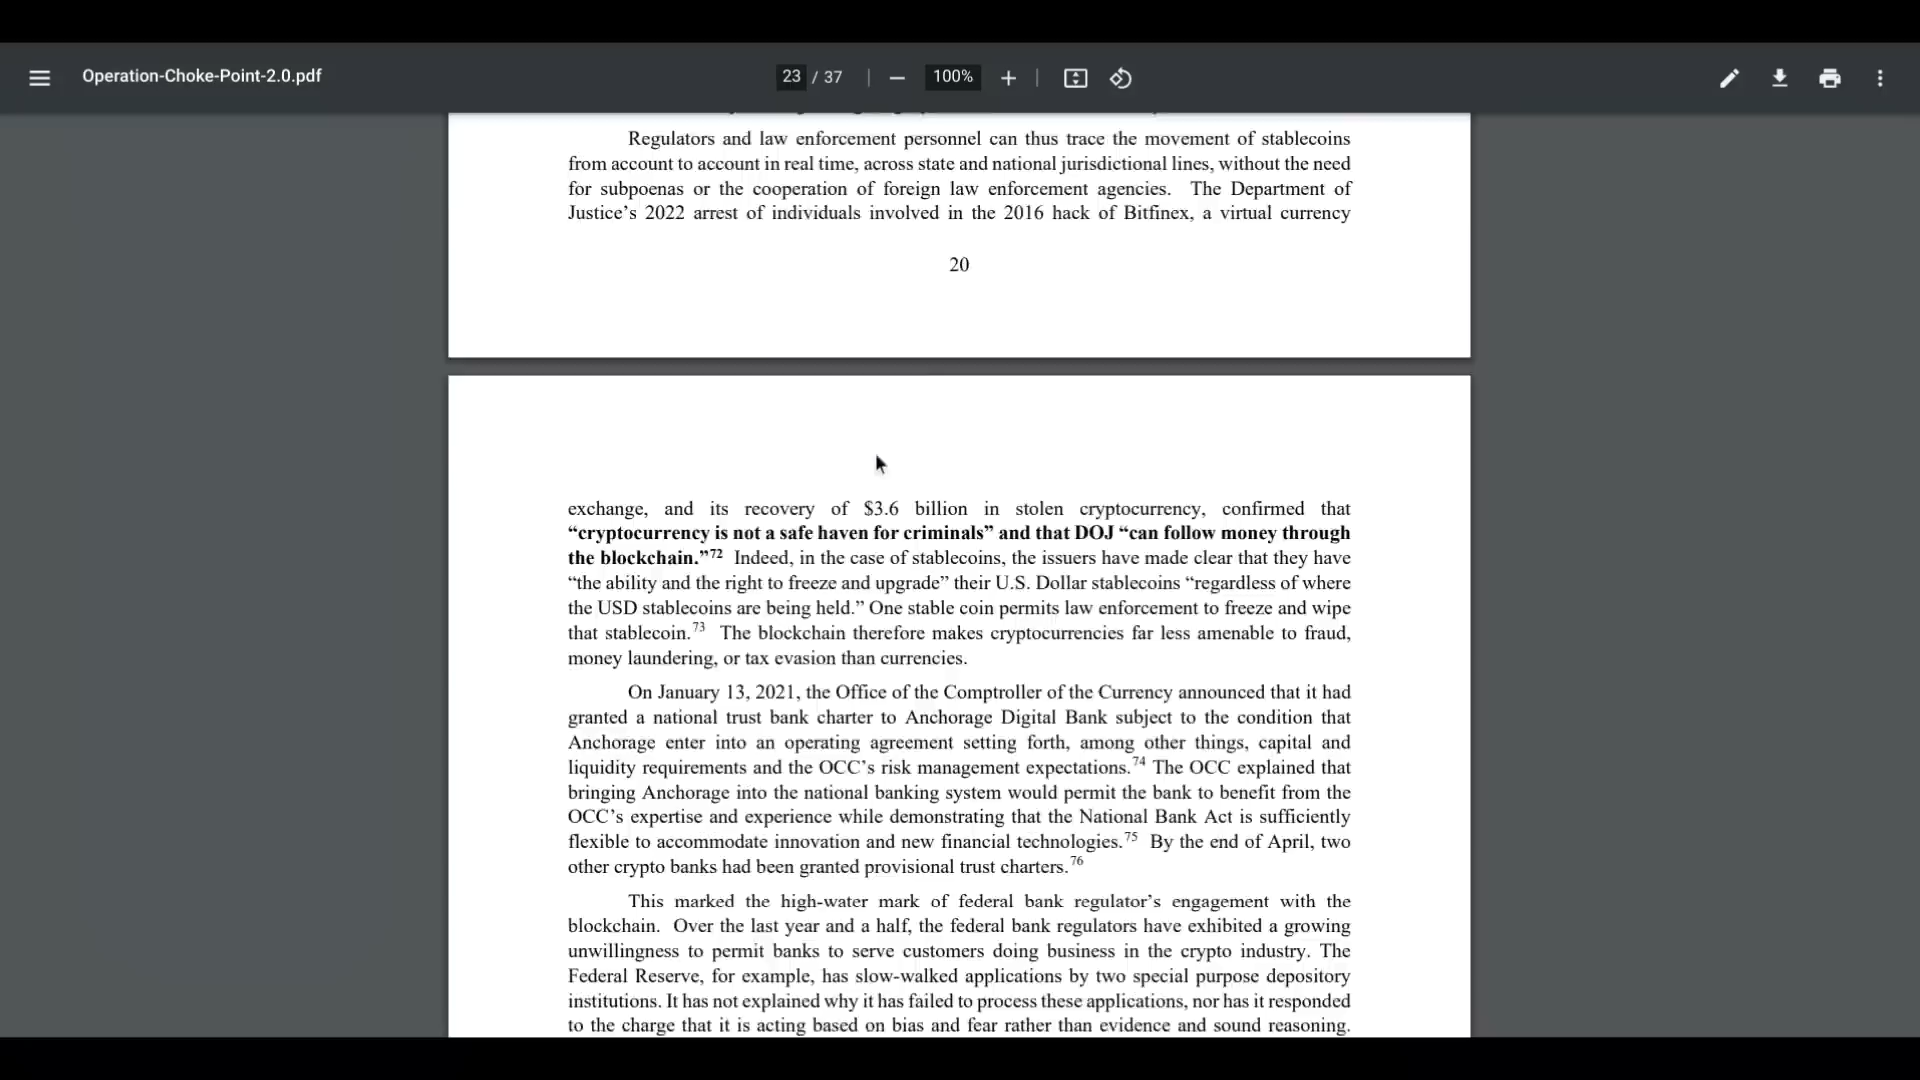 Operation-Choke-Point-2.0.pdf
23 / 37
100%
Regulators and law enforcement personnel can thus trace the movement of stablecoins
from account to account in real time, across state and national jurisdictional lines, without the need
for subpoenas or the cooperation of foreign law enforcement agencies. The Department of
Justice’s 2022 arrest of individuals involved in the 2016 hack of Bitfinex, a virtual currency
20
exchange, and its recovery of $3.6 billion in stolen cryptocurrency, confirmed that
“cryptocurrency is not a safe haven for criminals” and that DOJ “can follow money through
the blockchain.”72 Indeed, in the case of stablecoins, the issuers have made clear that they have
“the ability and the right to freeze and upgrade” their U.S. Dollar stablecoins “regardless of where
the USD stablecoins are being held.” One stable coin permits law enforcement to freeze and wipe
that stablecoin.73 The blockchain therefore makes cryptocurrencies far less amenable to fraud,
money laundering, or tax evasion than currencies.
On January 13, 2021, the Office of the Comptroller of the Currency announced that it had
granted a national trust bank charter to Anchorage Digital Bank subject to the condition that
Anchorage enter into an operating agreement setting forth, among other things, capital and
liquidity requirements and the OCC’s risk management expectations.74 The OCC explained that
bringing Anchorage into the national banking system would permit the bank to benefit from the
OCC’s expertise and experience while demonstrating that the National Bank Act is sufficiently
flexible to accommodate innovation and new financial technologies.75 By the end of April, two
other crypto banks had been granted provisional trust charters.76
This marked the high-water mark of federal bank regulator’s engagement with the
blockchain. Over the last year and a half, the federal bank regulators have exhibited a growing
unwillingness to permit banks to serve customers doing business in the crypto industry. The
Federal Reserve, for example, has slow-walked applications by two special purpose depository
institutions. It has not explained why it has failed to process these applications, nor has it responded
to the charge that it is acting based on bias and fear rather than evidence and sound reasoning.